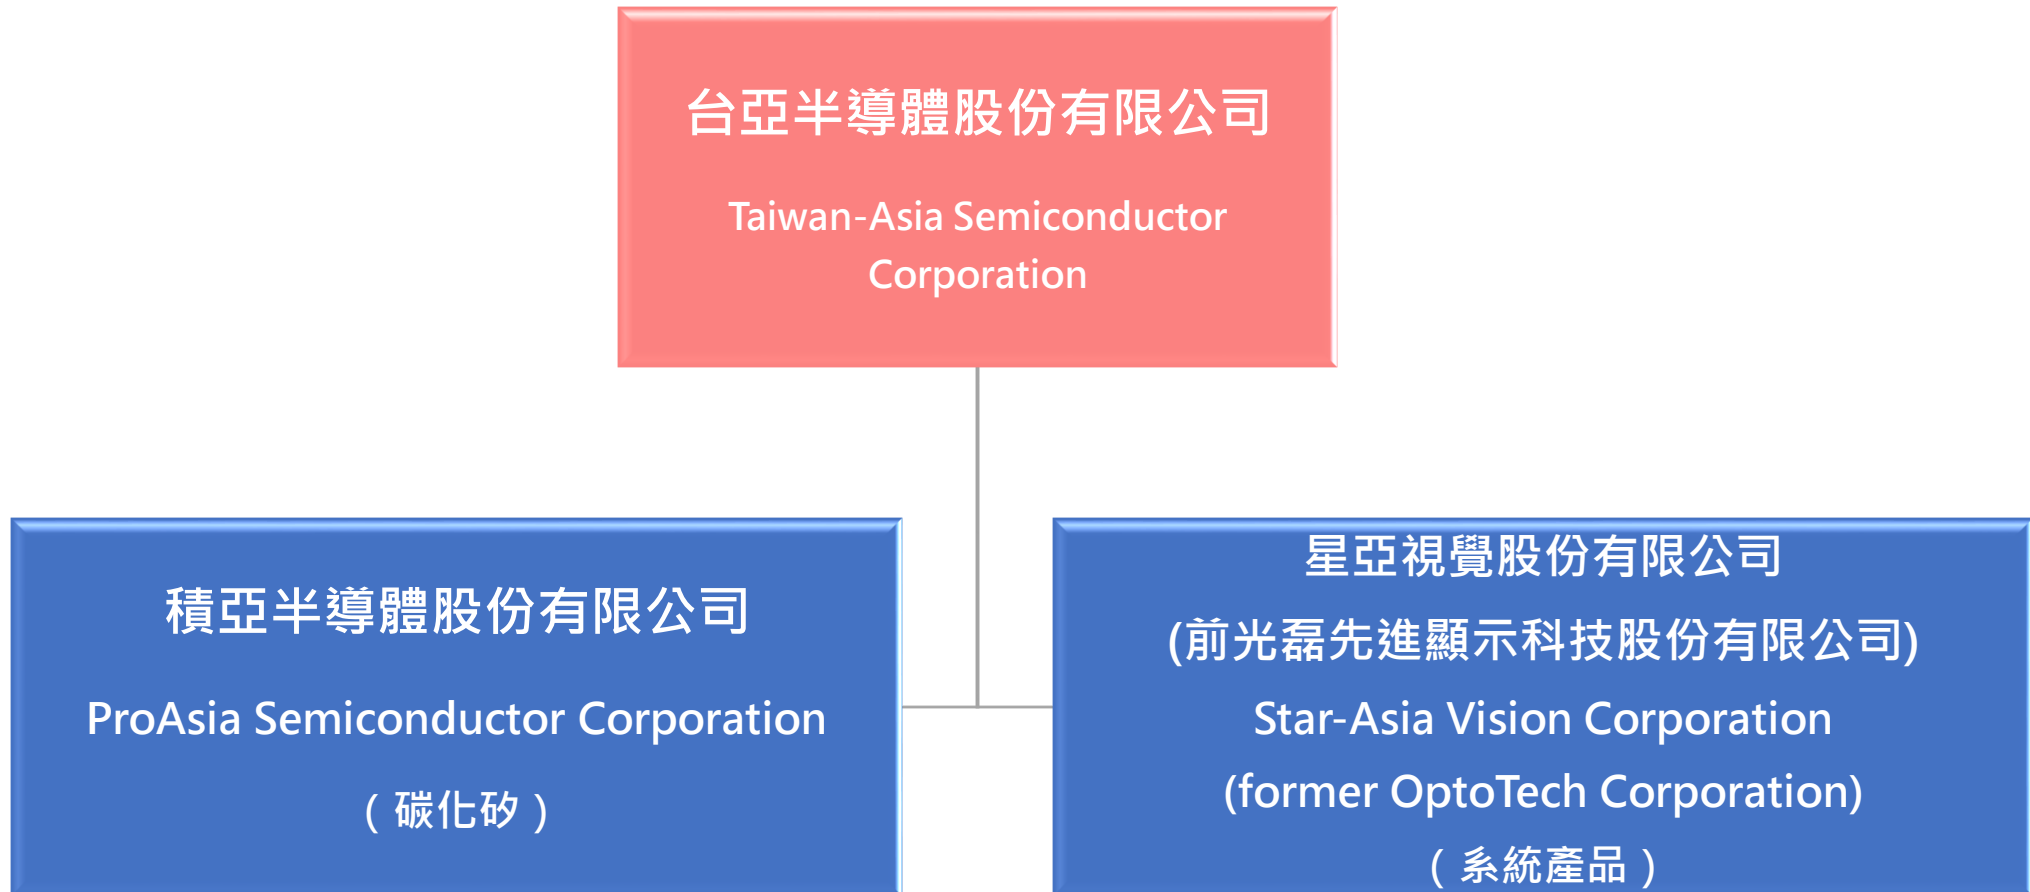 台亞半導體股份有限公司
Taiwan-Asia Semiconductor
Corporation
積亞半導體股份有限公司
ProAsia Semiconductor Corporation
（碳化矽）
星亞視覺股份有限公司
(前光磊先進顯示科技股份有限公司)
Star-Asia Vision Corporation
(former OptoTech Corporation)
（系統產品）